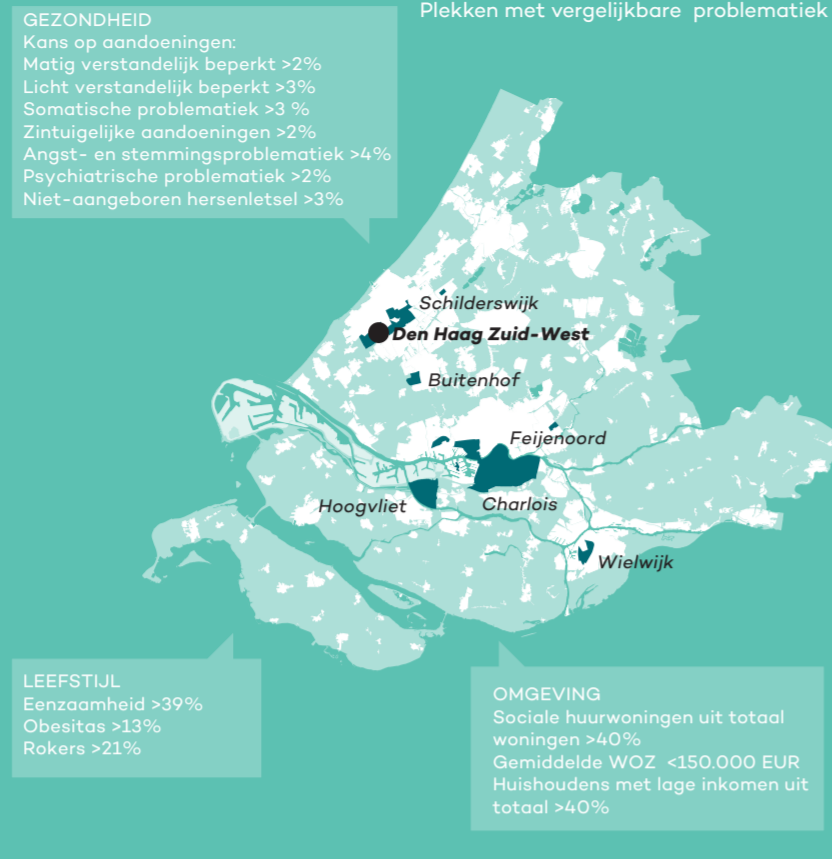 Plekken met vergelijkbare problematiek
GEZONDHEID
Kans op aandoeningen:
Matig verstandelijk beperkt >2%
Licht verstandelijk beperkt >3%
Somatische problematiek >3 %
Zintuigelijke aandoeningen >2%
Angst- en stemmingsproblematiek >4%
Psychiatrische problematiek >2%
Niet-aangeboren hersenletsel >3%
Schilderswijk
Den Haag Zuid-West
Buitenhof
Feijenoord
Hoogvliet
Charlois
Wielwijk
LEEFSTIJL
Eenzaamheid >39%
Obesitas >13%
Rokers >21%
OMGEVING
Sociale huurwoningen uit totaal
woningen >40%
Gemiddelde WOZ <150.000 EUR
Huishoudens met lage inkomen uit
totaal >40%